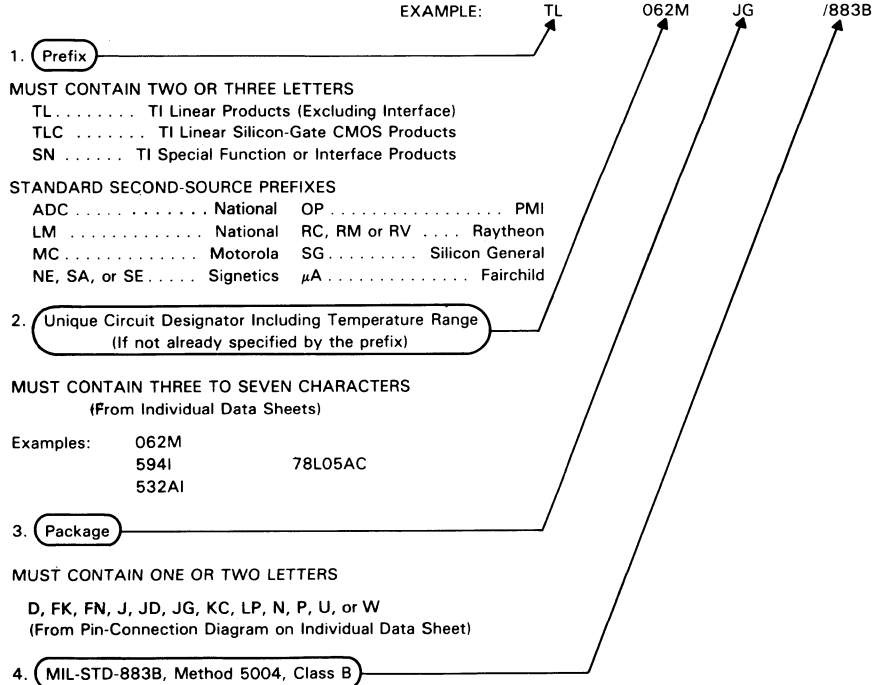 EXAMPLE: TL 062M JG /883B
1. Prefix
MUST CONTAIN TWO OR THREE LETTERS
TL........ TI Linear Products (Excluding Interface)
TLC ....... TI Linear Silicon-Gate CMOS Products
SN ...... TI Special Function or Interface Products
STANDARD SECOND-SOURCE PREFIXES
ADC ............ National OP ................. PMI
LM ............. National RC, RM or RV .... Raytheon
MC ............. Motorola SG ......... Silicon General
NE, SA, or SE ..... Signetics μA .............. Fairchild
2. Unique Circuit Designator Including Temperature Range
(If not already specified by the prefix)
MUST CONTAIN THREE TO SEVEN CHARACTERS
(From Individual Data Sheets)
Examples: 062M
594I 78L05AC
532AI
3. Package
MUST CONTAIN ONE OR TWO LETTERS
D, FK, FN, J, JD, JG, KC, LP, N, P, U, or W
(From Pin-Connection Diagram on Individual Data Sheet)
4. MIL-STD-883B, Method 5004, Class B